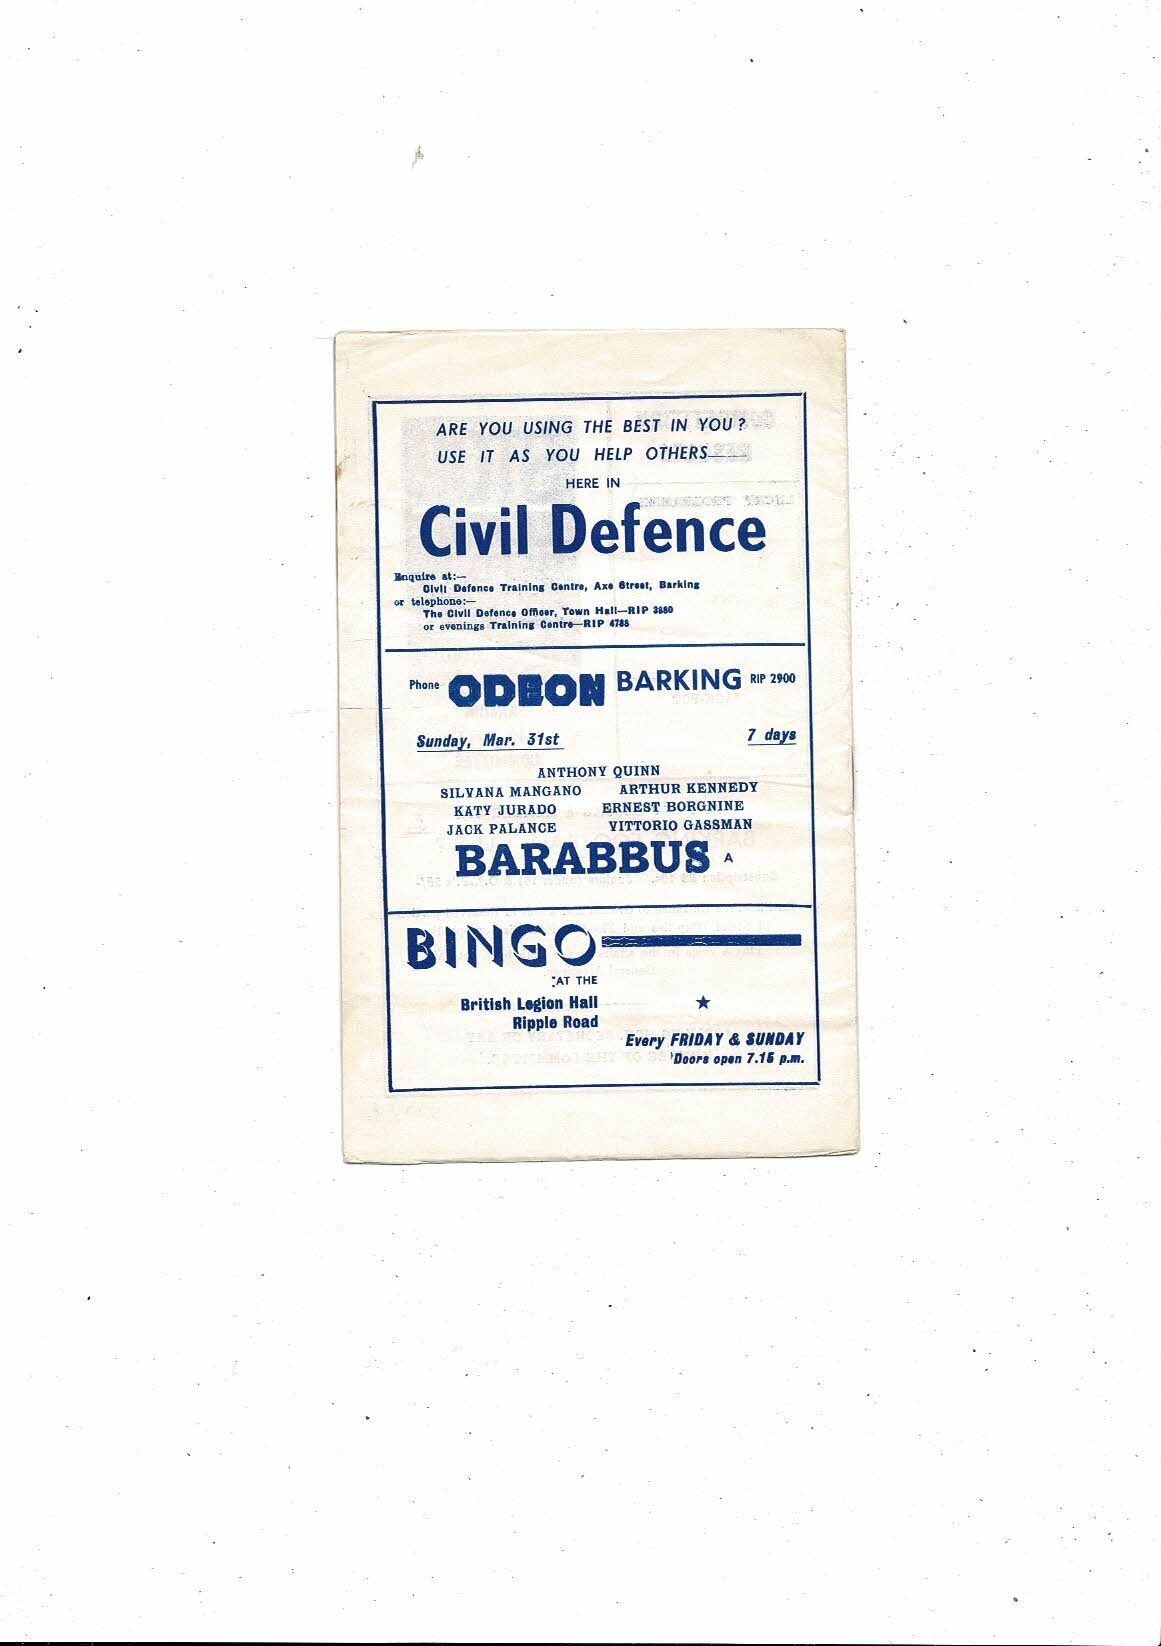 ARE YOU USING THE BEST IN YOU?
USE IT AS YOU HELP OTHERS
HERE IN
Civil Defence
Enquire at:—
Civil Defence Training Centre, Axe Street, Barking
or telephone:—
The Civil Defence Officer, Town Hall—RIP 3880
or evenings Training Centre—RIP 4788
Phone ODEON BARKING RIP 2900
Sunday, Mar. 31st 7 days
ANTHONY QUINN
SILVANA MANGANO ARTHUR KENNEDY
KATY JURADO ERNEST BORGNINE
JACK PALANCE VITTORIO GASSMAN
BARABBUS A
BINGO
AT THE
British Legion Hall
Ripple Road
Every FRIDAY & SUNDAY
Doors open 7.15 p.m.